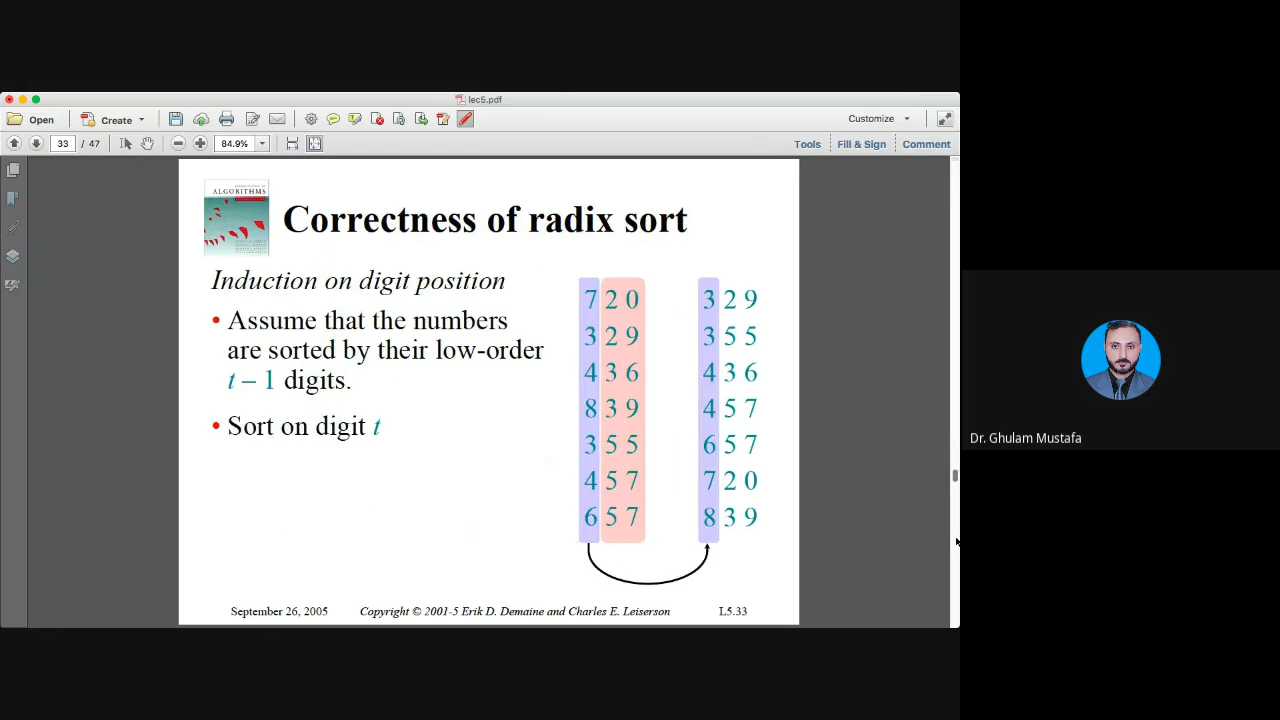 lec5.pdf
Open Create Customize
33 / 47 84.9% Tools Fill & Sign Comment
ALGORITHMS
Correctness of radix sort
Induction on digit position
• Assume that the numbers
are sorted by their low-order
t – 1 digits.
• Sort on digit t
7 2 0 3 2 9
3 2 9 3 5 5
4 3 6 4 3 6
8 3 9 4 5 7
3 5 5 6 5 7
4 5 7 7 2 0
6 5 7 8 3 9
September 26, 2005 Copyright © 2001-5 Erik D. Demaine and Charles E. Leiserson L5.33
Dr. Ghulam Mustafa